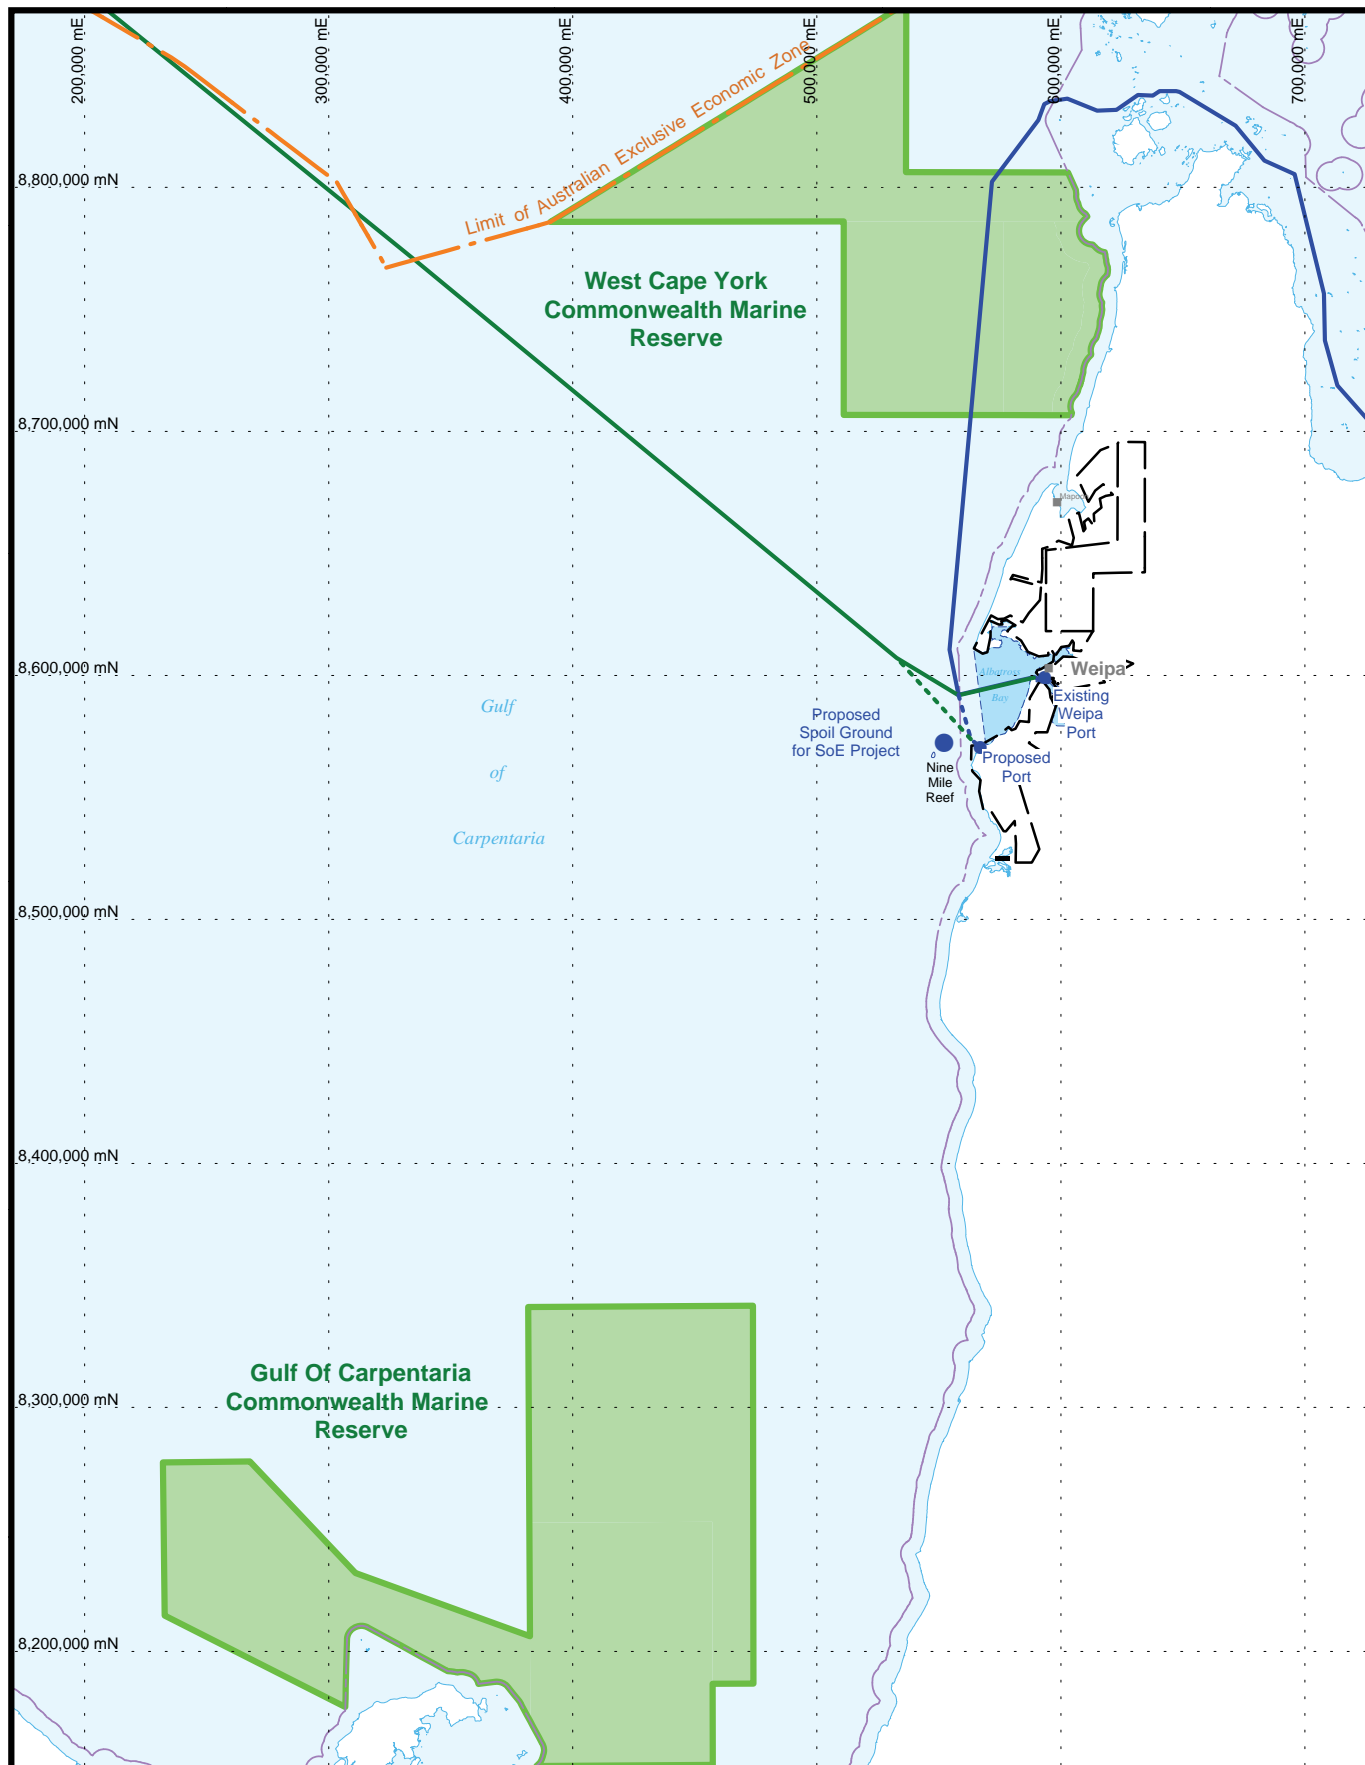 200,000 mE
300,000 mE
400,000 mE
500,000 mE
600,000 mE
700,000 mE
Limit of Australian Exclusive Economic Zone
8,800,000 mN
West Cape York
Commonwealth Marine
Reserve
8,700,000 mN
Mapoon
8,600,000 mN
Albatross
Bay
Weipa
Existing
Weipa
Port
Gulf
of
Carpentaria
Proposed
Spoil Ground
for SoE Project
Nine
Mile
Reef
Proposed
Port
8,500,000 mN
8,400,000 mN
Gulf Of Carpentaria
Commonwealth Marine
Reserve
8,300,000 mN
8,200,000 mN